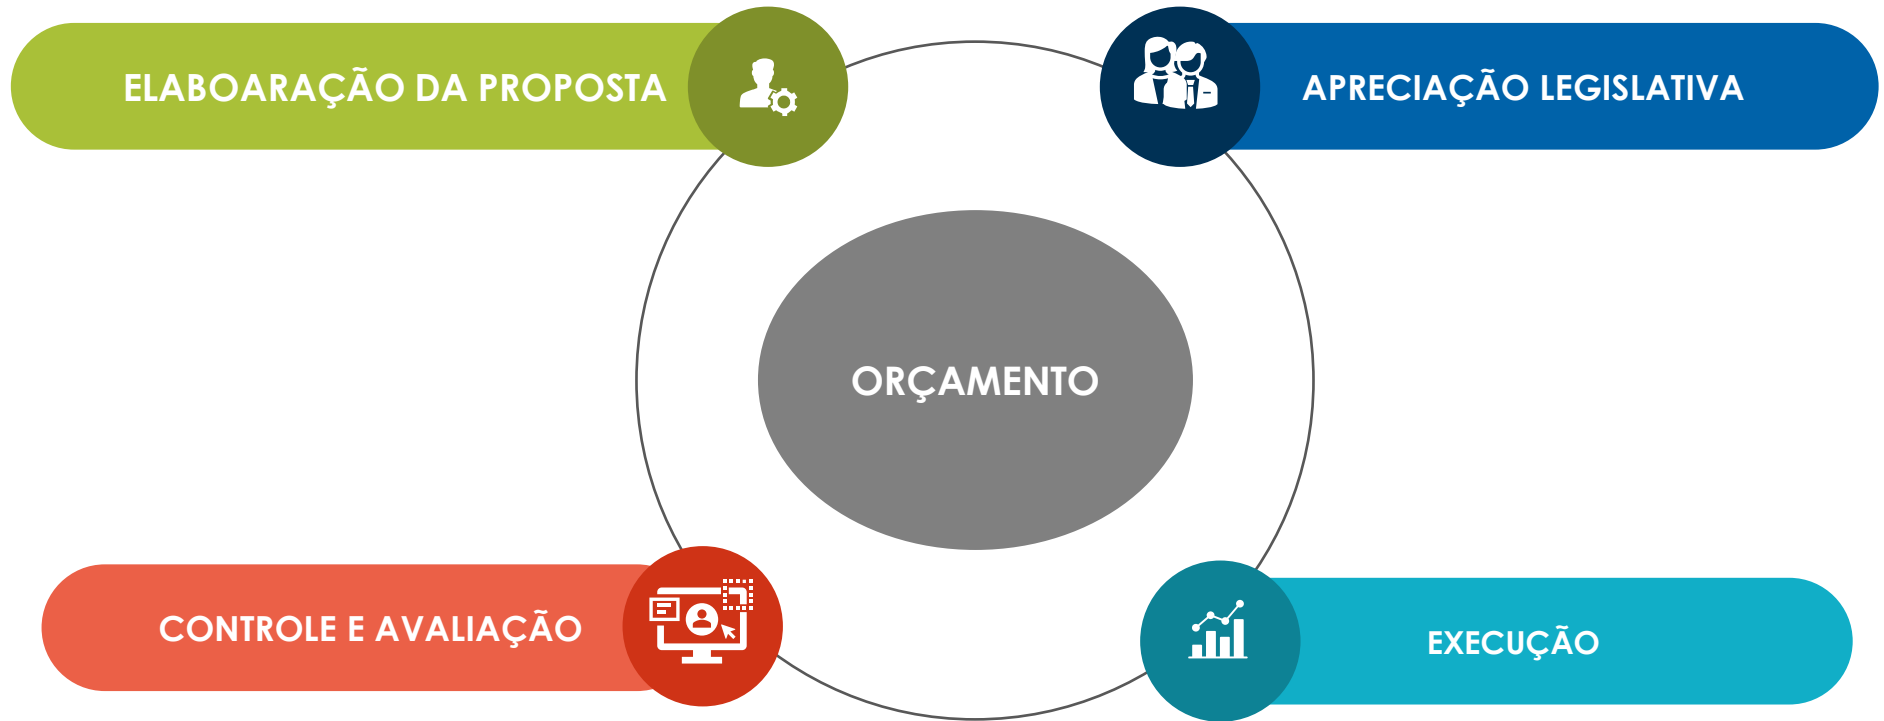 ELABOARAÇÃO DA PROPOSTA
APRECIAÇÃO LEGISLATIVA
ORÇAMENTO
CONTROLE E AVALIAÇÃO
EXECUÇÃO